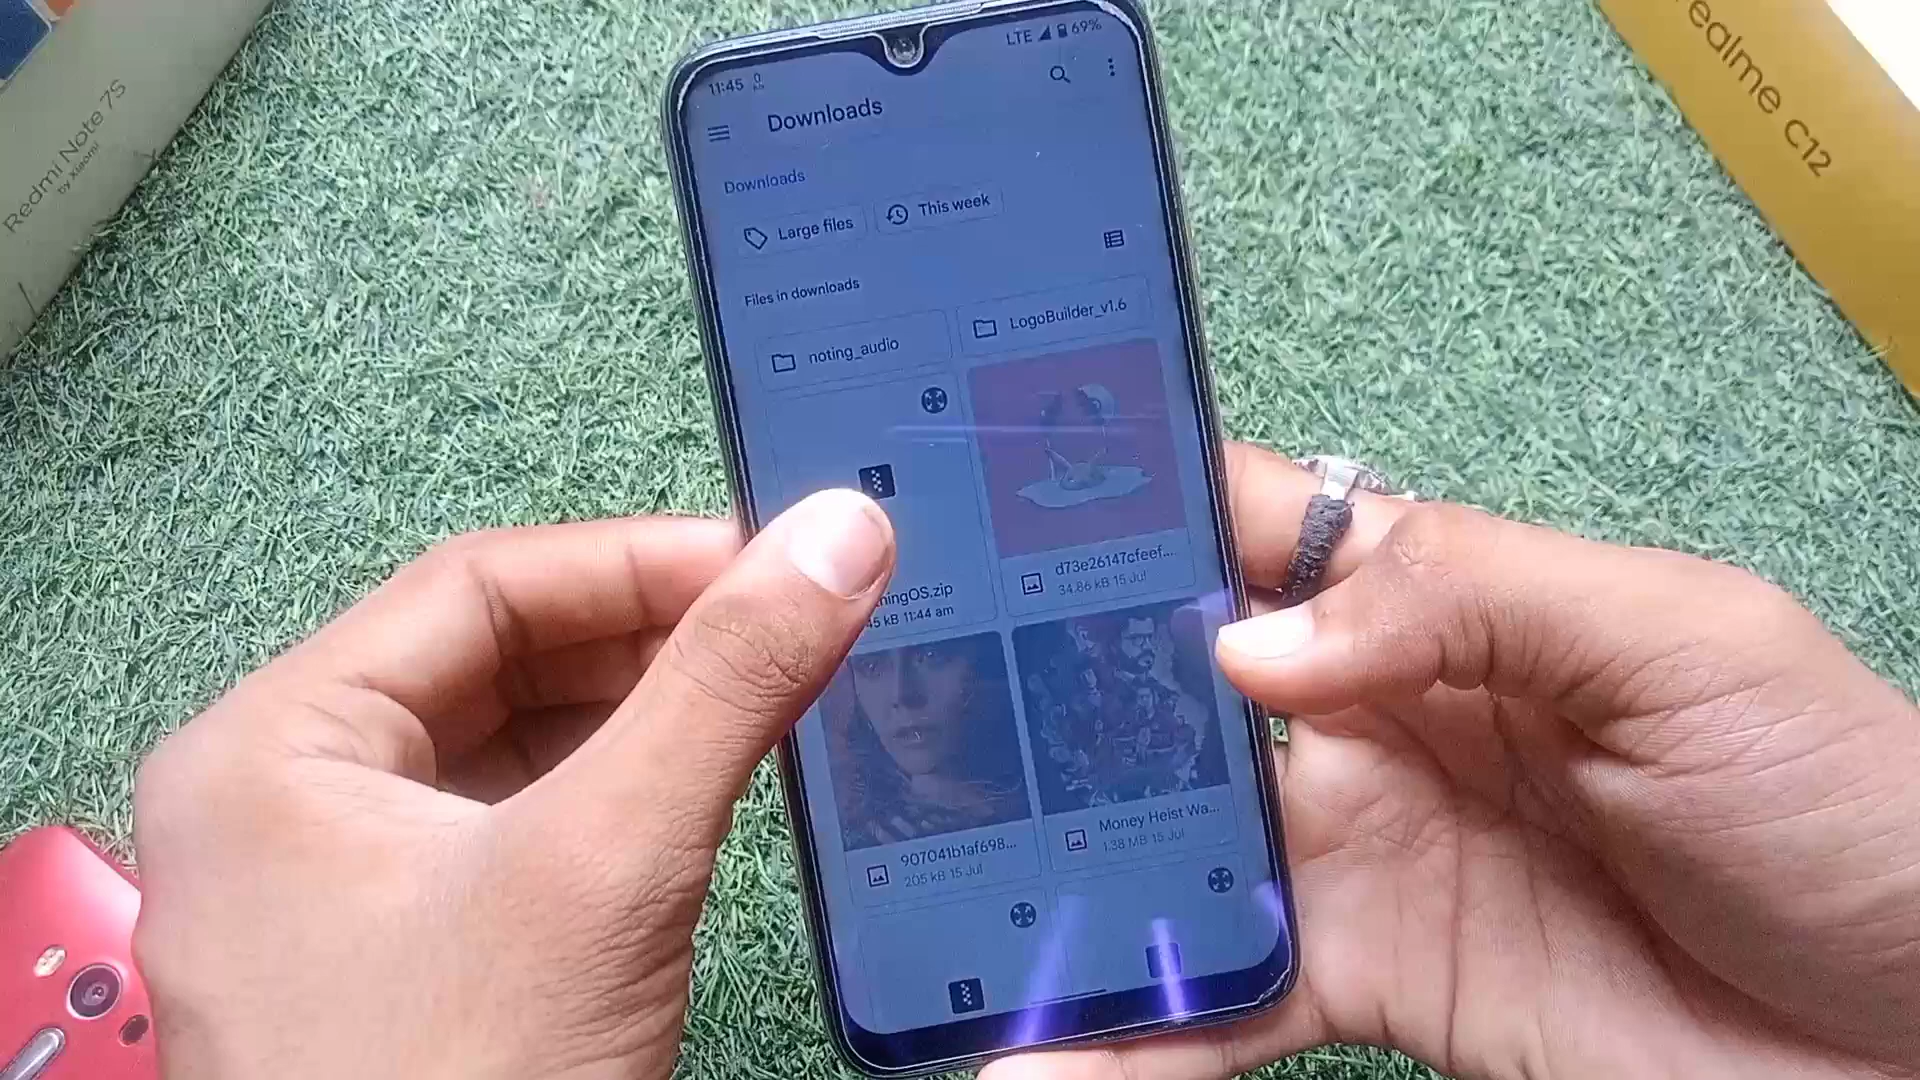 Redmi Note 7S
by Xiaomi
realme C12
11:45
LTE 69%
Downloads
Downloads
Large files
This week
Files in downloads
noting_audio
LogoBuilder_v1.6
hingOS.zip
45 kB 11:44 am
d73e26147cfeef...
34.86 kB 15 Jul
907041b1af698...
205 kB 15 Jul
Money Heist Wa...
1.38 MB 15 Jul